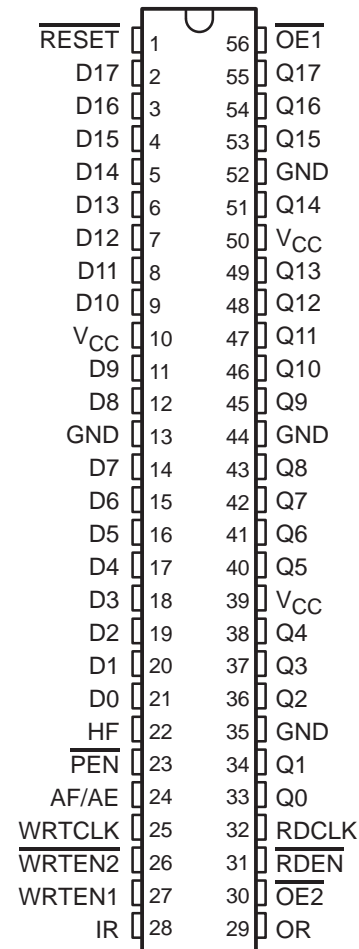 RESET 1 56 OE1
D17 2 55 Q17
D16 3 54 Q16
D15 4 53 Q15
D14 5 52 GND
D13 6 51 Q14
D12 7 50 VCC
D11 8 49 Q13
D10 9 48 Q12
VCC 10 47 Q11
D9 11 46 Q10
D8 12 45 Q9
GND 13 44 GND
D7 14 43 Q8
D6 15 42 Q7
D5 16 41 Q6
D4 17 40 Q5
D3 18 39 VCC
D2 19 38 Q4
D1 20 37 Q3
D0 21 36 Q2
HF 22 35 GND
PEN 23 34 Q1
AF/AE 24 33 Q0
WRTCLK 25 32 RDCLK
WRTEN2 26 31 RDEN
WRTEN1 27 30 OE2
IR 28 29 OR